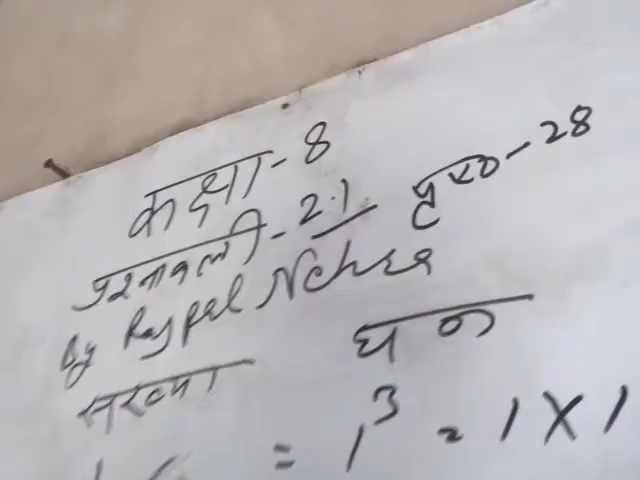 कक्षा - 8
प्रश्नावली - 2.1 पृष्ठ - 28
By Rajpal Nehra
संख्या घन
= 1³ = 1 X 1